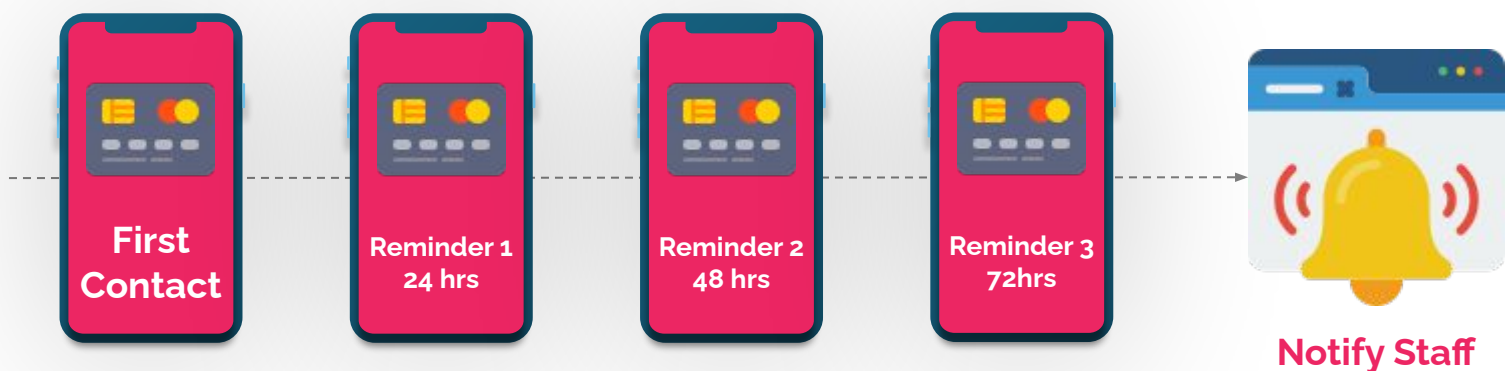 First
Contact
Reminder 1
24 hrs
Reminder 2
48 hrs
Reminder 3
72hrs
Notify Staff